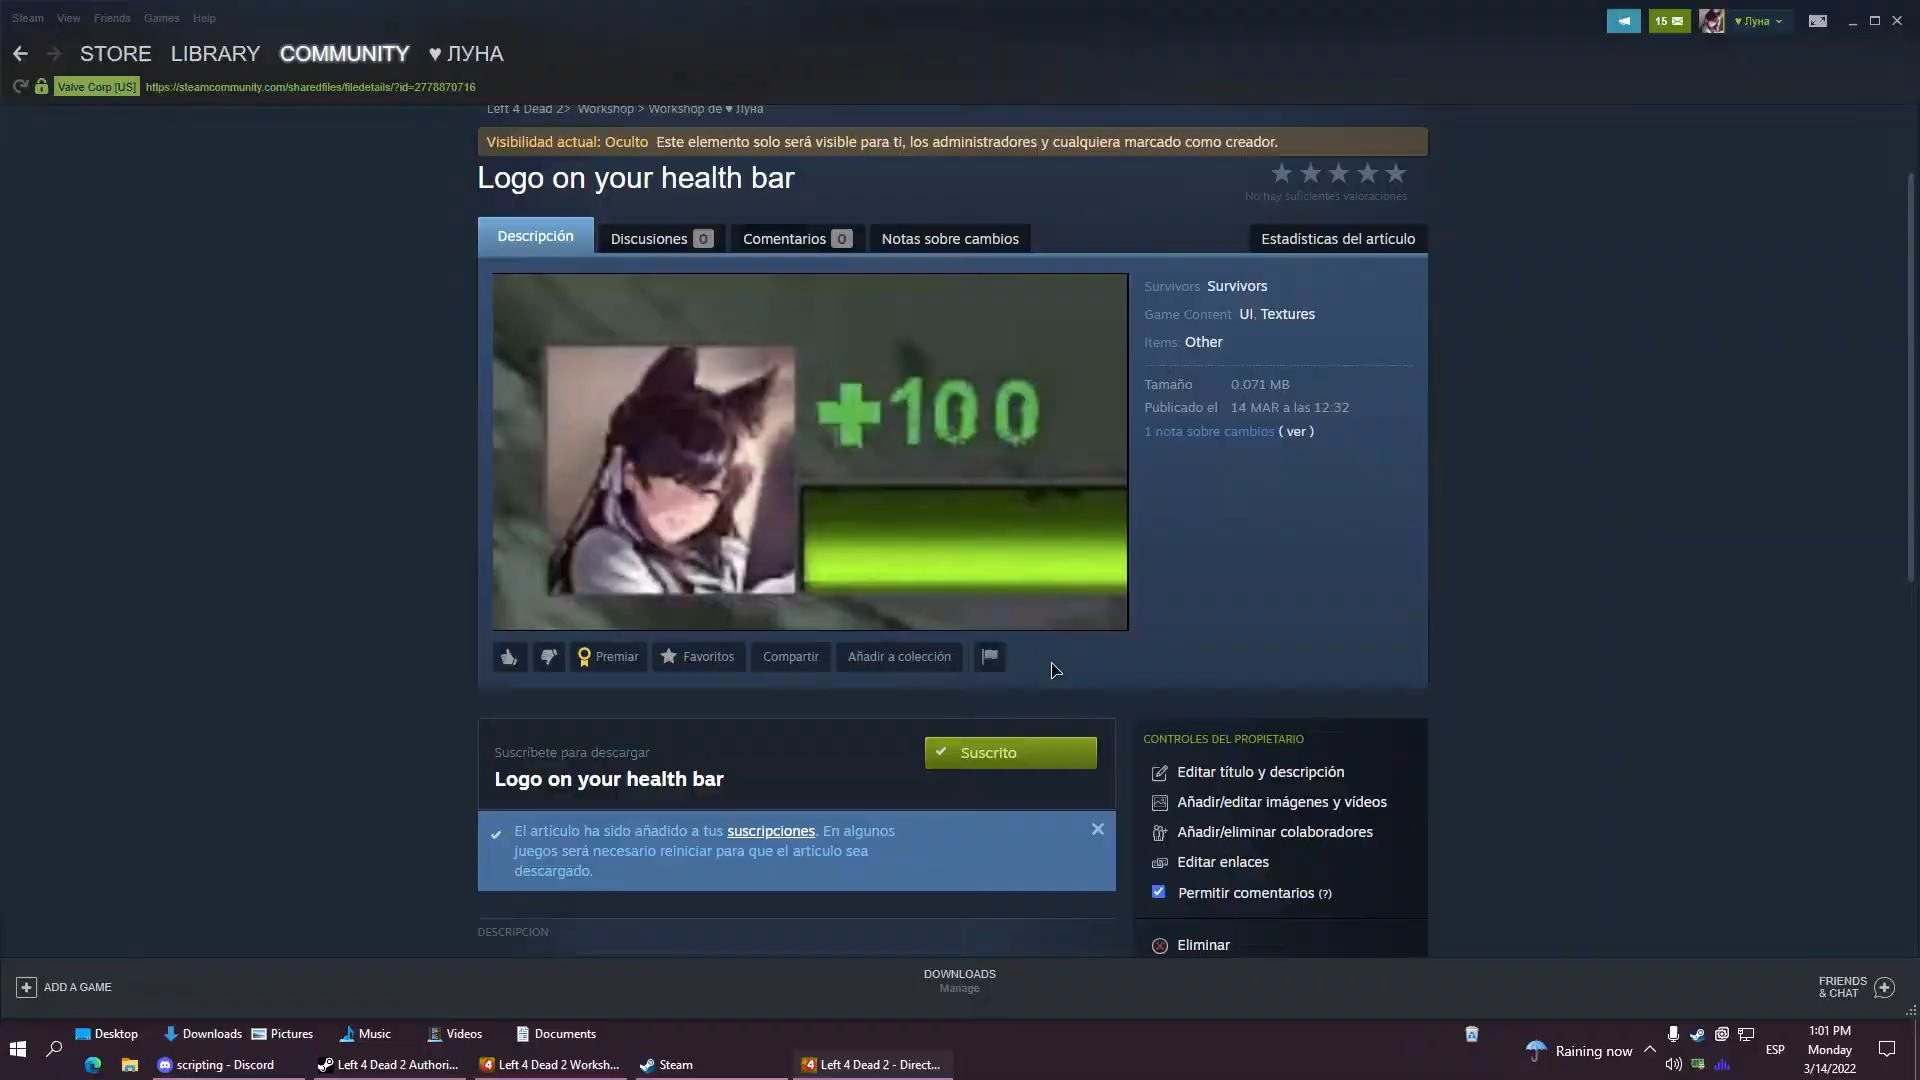 Steam View Friends Games Help
15 ♥ Луна
STORE LIBRARY COMMUNITY ♥ ЛУНА
Valve Corp [US] https://steamcommunity.com/sharedfiles/filedetails/?id=2778870716
Left 4 Dead 2> Workshop > Workshop de ♥ Луна
Visibilidad actual: Oculto Este elemento solo será visible para ti, los administradores y cualquiera marcado como creador.
Logo on your health bar
No hay suficientes valoraciones
Descripción Discusiones 0 Comentarios 0 Notas sobre cambios Estadísticas del artículo
+100
Survivors Survivors
Game Content UI, Textures
Items: Other
Tamaño 0.071 MB
Publicado el 14 MAR a las 12:32
1 nota sobre cambios ( ver )
Premiar Favoritos Compartir Añadir a colección
Suscríbete para descargar
Logo on your health bar
Suscrito
El artículo ha sido añadido a tus suscripciones. En algunos
juegos será necesario reiniciar para que el artículo sea
descargado.
DESCRIPCIÓN
CONTROLES DEL PROPIETARIO
Editar título y descripción
Añadir/editar imágenes y vídeos
Añadir/eliminar colaboradores
Editar enlaces
Permitir comentarios (?)
Eliminar
+ ADD A GAME
DOWNLOADS
Manage
FRIENDS
& CHAT
Desktop Downloads Pictures Music Videos Documents
scripting - Discord Left 4 Dead 2 Authori... Left 4 Dead 2 Worksh... Steam Left 4 Dead 2 - Direct...
Raining now
ESP
1:01 PM
Monday
3/14/2022